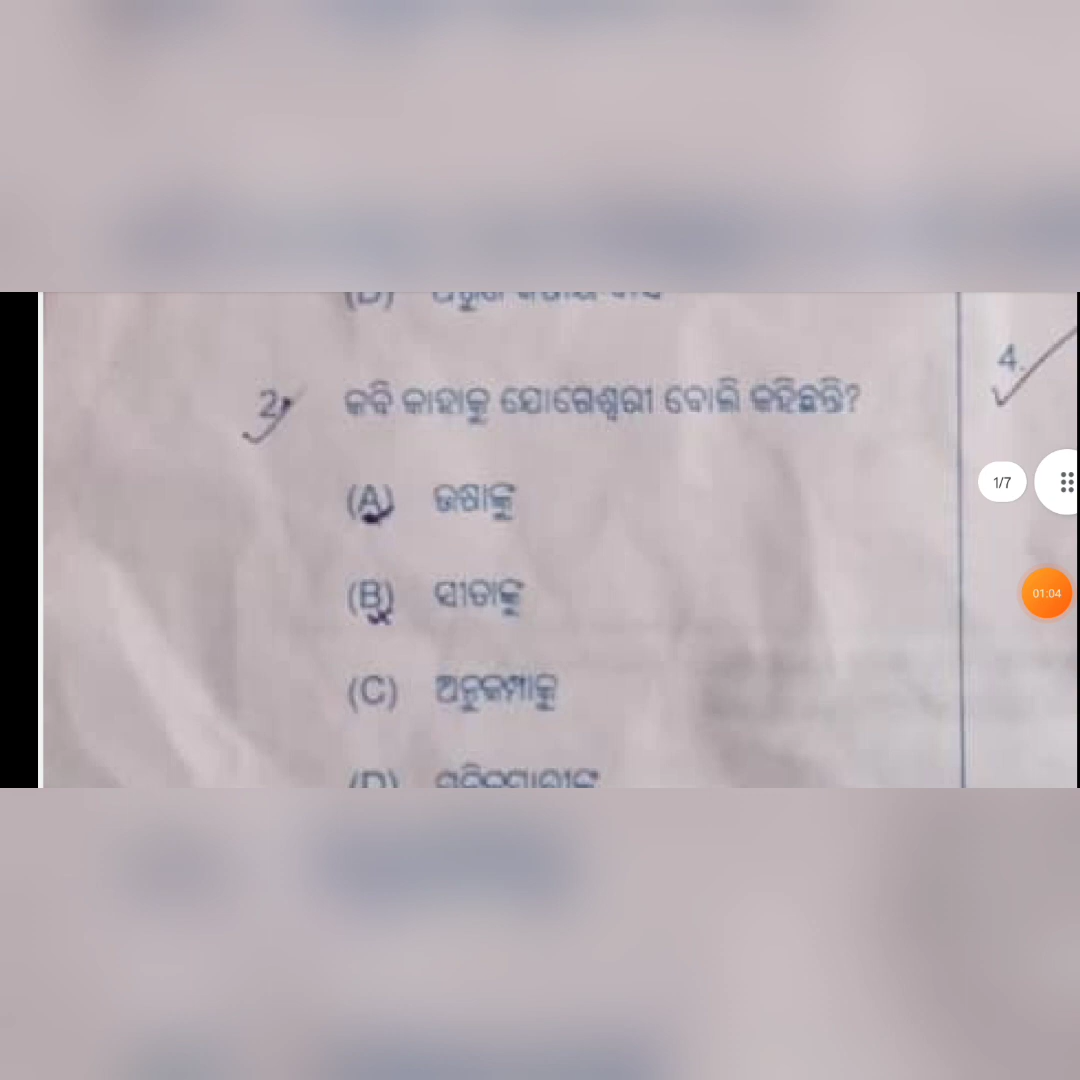 4.
2.
କବି କାହାକୁ ଯୋଗେଶ୍ୱରୀ ବୋଲି କହିଛନ୍ତି?
1/7
(A) ଉଷାଙ୍କୁ
(B) ସୀତାଙ୍କୁ
01:04
(C) ଅନୁକମ୍ପାକୁ
(D)